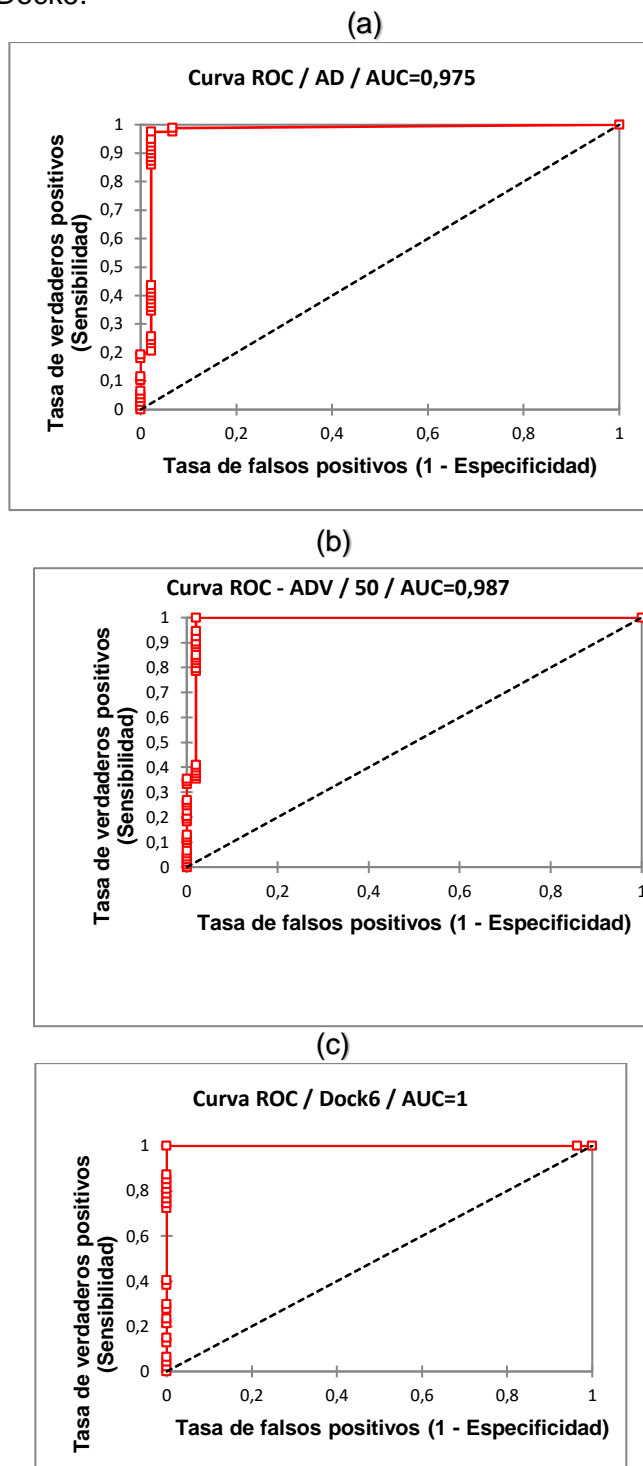 Dock6.
(a)
Curva ROC / AD / AUC=0,975
Tasa de verdaderos positivos
(Sensibilidad)
1
0,9
0,8
0,7
0,6
0,5
0,4
0,3
0,2
0,1
0
0
0,2
0,4
0,6
0,8
1
Tasa de falsos positivos (1 - Especificidad)
(b)
Curva ROC - ADV / 50 / AUC=0,987
Tasa de verdaderos positivos
(Sensibilidad)
1
0,9
0,8
0,7
0,6
0,5
0,4
0,3
0,2
0,1
0
0
0,2
0,4
0,6
0,8
1
Tasa de falsos positivos (1 - Especificidad)
(c)
Curva ROC / Dock6 / AUC=1
Tasa de verdaderos positivos
(Sensibilidad)
1
0,8
0,6
0,4
0,2
0
0
0,2
0,4
0,6
0,8
1
Tasa de falsos positivos (1 - Especificidad)